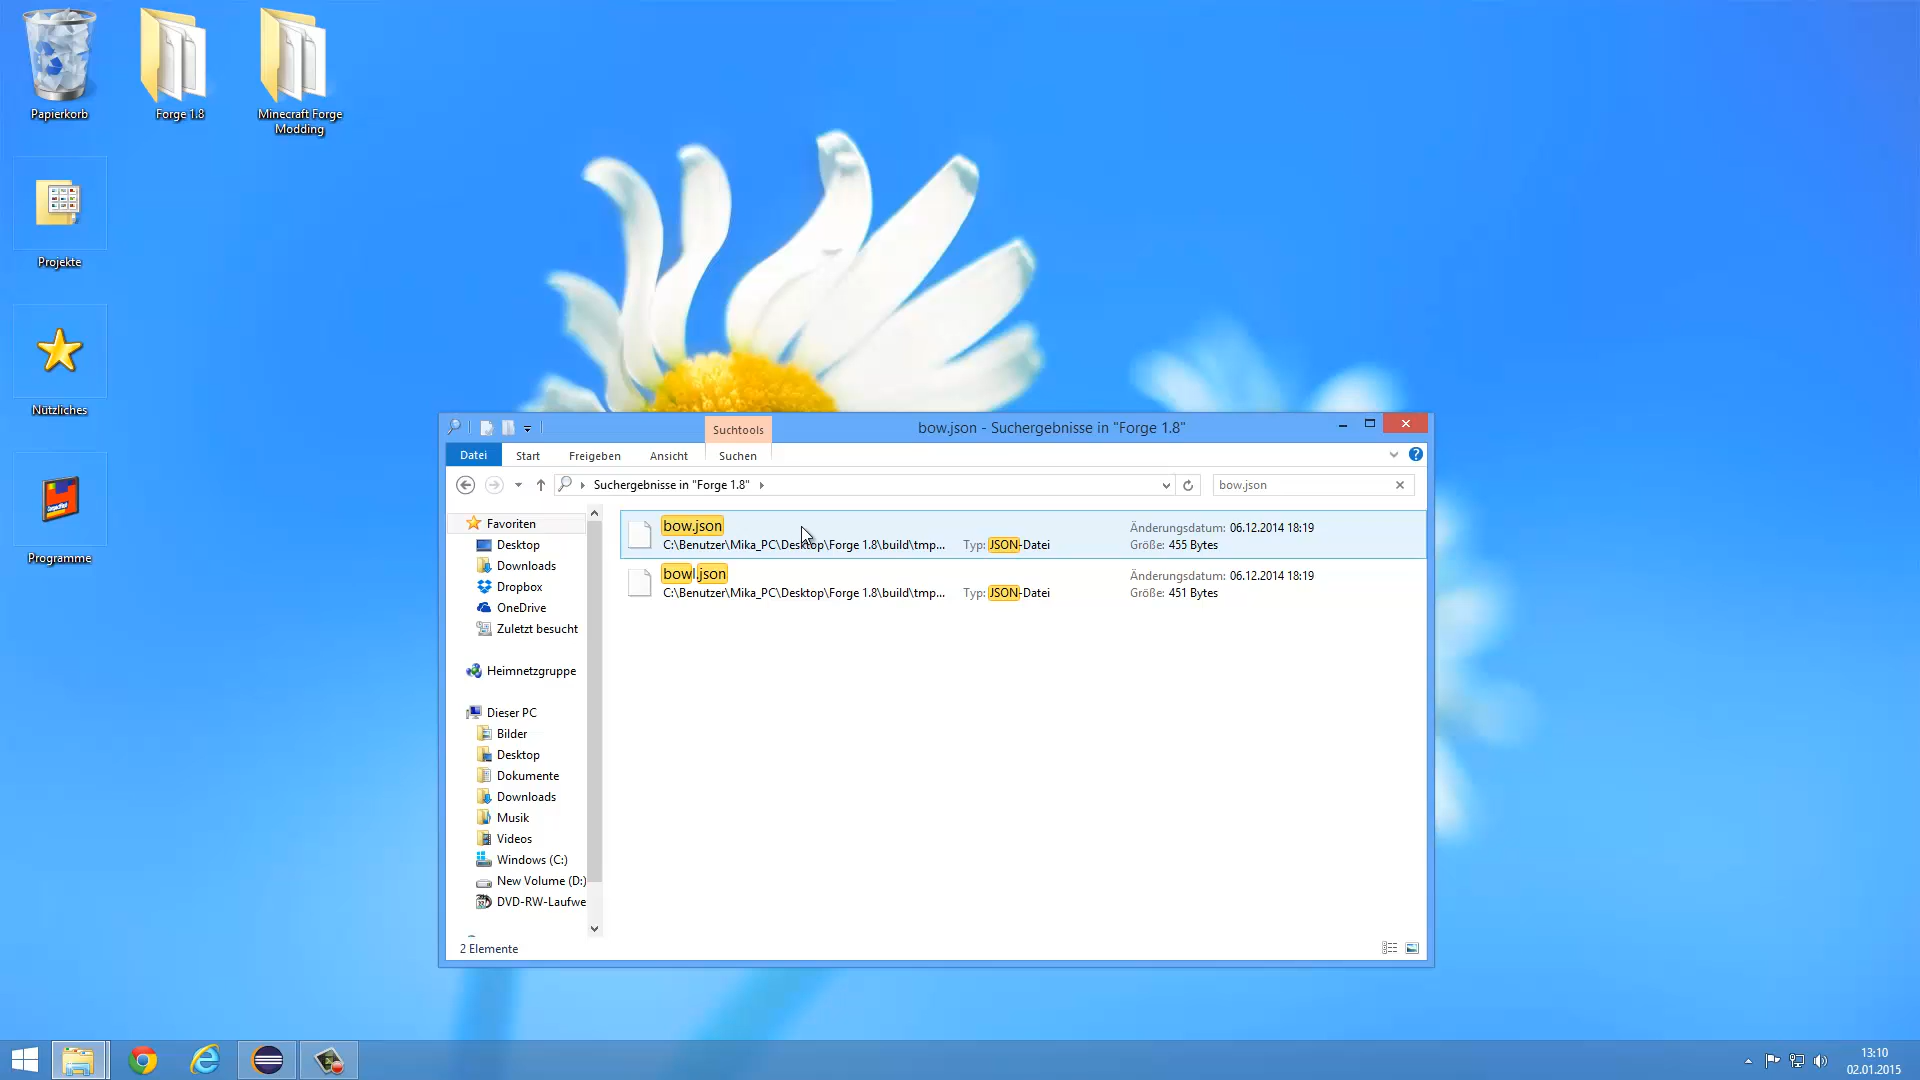 Papierkorb
Forge 1.8
Minecraft Forge
Modding
Projekte
Nützliches
Programme
Suchtools
bow.json - Suchergebnisse in "Forge 1.8"
Datei
Start
Freigeben
Ansicht
Suchen
Suchergebnisse in "Forge 1.8"
bow.json
Favoriten
Desktop
Downloads
Dropbox
OneDrive
Zuletzt besucht
Heimnetzgruppe
Dieser PC
Bilder
Desktop
Dokumente
Downloads
Musik
Videos
Windows (C:)
New Volume (D:)
DVD-RW-Laufwe
bow.json
C:\Benutzer\Mika_PC\Desktop\Forge 1.8\build\tmp...
Typ: JSON-Datei
Änderungsdatum: 06.12.2014 18:19
Größe: 455 Bytes
bowl.json
C:\Benutzer\Mika_PC\Desktop\Forge 1.8\build\tmp...
Typ: JSON-Datei
Änderungsdatum: 06.12.2014 18:19
Größe: 451 Bytes
2 Elemente
13:10
02.01.2015